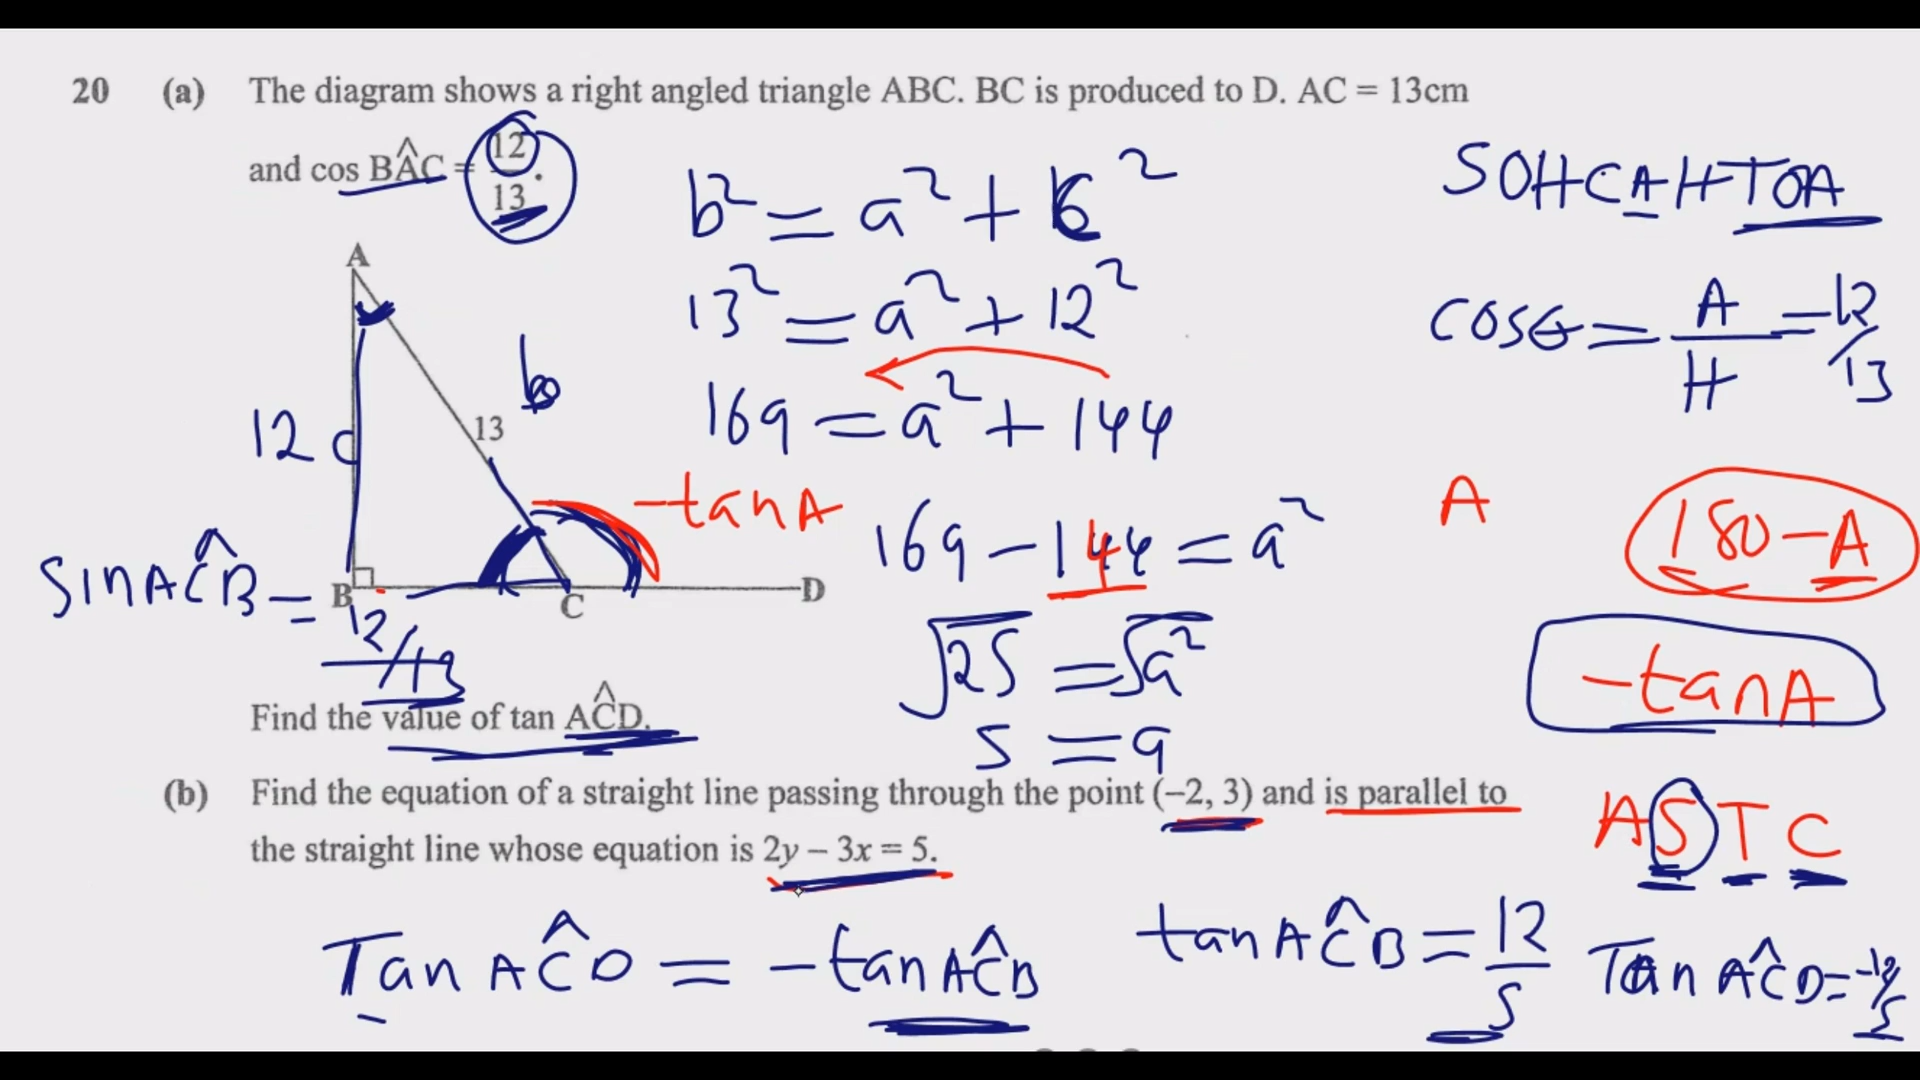 20 (a) The diagram shows a right angled triangle ABC. BC is produced to D. AC = 13cm
and cos BÂC = 12/13.
b² = a² + c²
13² = a² + 12²
169 = a² + 144
169 - 144 = a²
√25 = √a²
5 = a
SOHCAHTOA
cosθ = A/H = 12/13
A
12 c
13
b
-tanA
B
C
D
sinAĈB = 12/13
A
180-A
-tanA
Find the value of tan AĈD.
(b) Find the equation of a straight line passing through the point (−2, 3) and is parallel to
the straight line whose equation is 2y − 3x = 5.
ASTC
Tan AĈD = -tanAĈB
tanAĈB = 12/5
Tan AĈD = -12/5